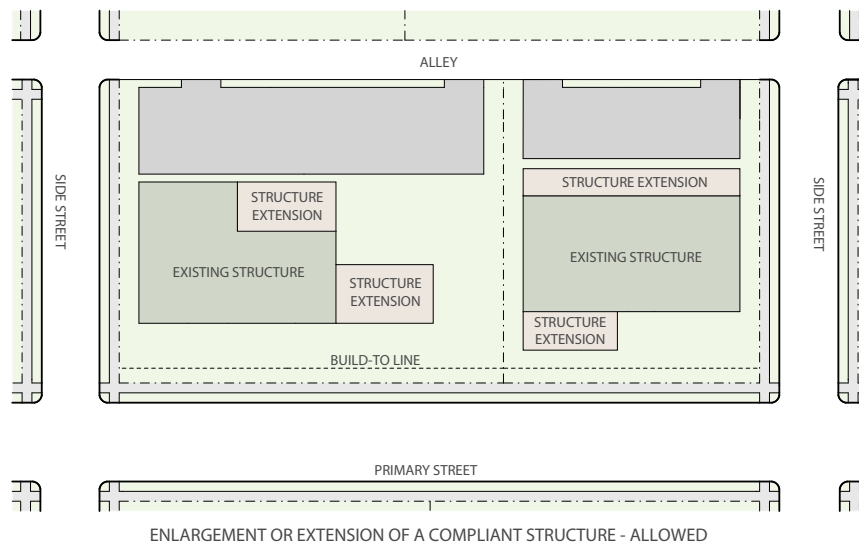 ALLEY
SIDE STREET
SIDE STREET
STRUCTURE
EXTENSION
STRUCTURE EXTENSION
EXISTING STRUCTURE
EXISTING STRUCTURE
STRUCTURE
EXTENSION
STRUCTURE
EXTENSION
BUILD-TO LINE
PRIMARY STREET
ENLARGEMENT OR EXTENSION OF A COMPLIANT STRUCTURE - ALLOWED